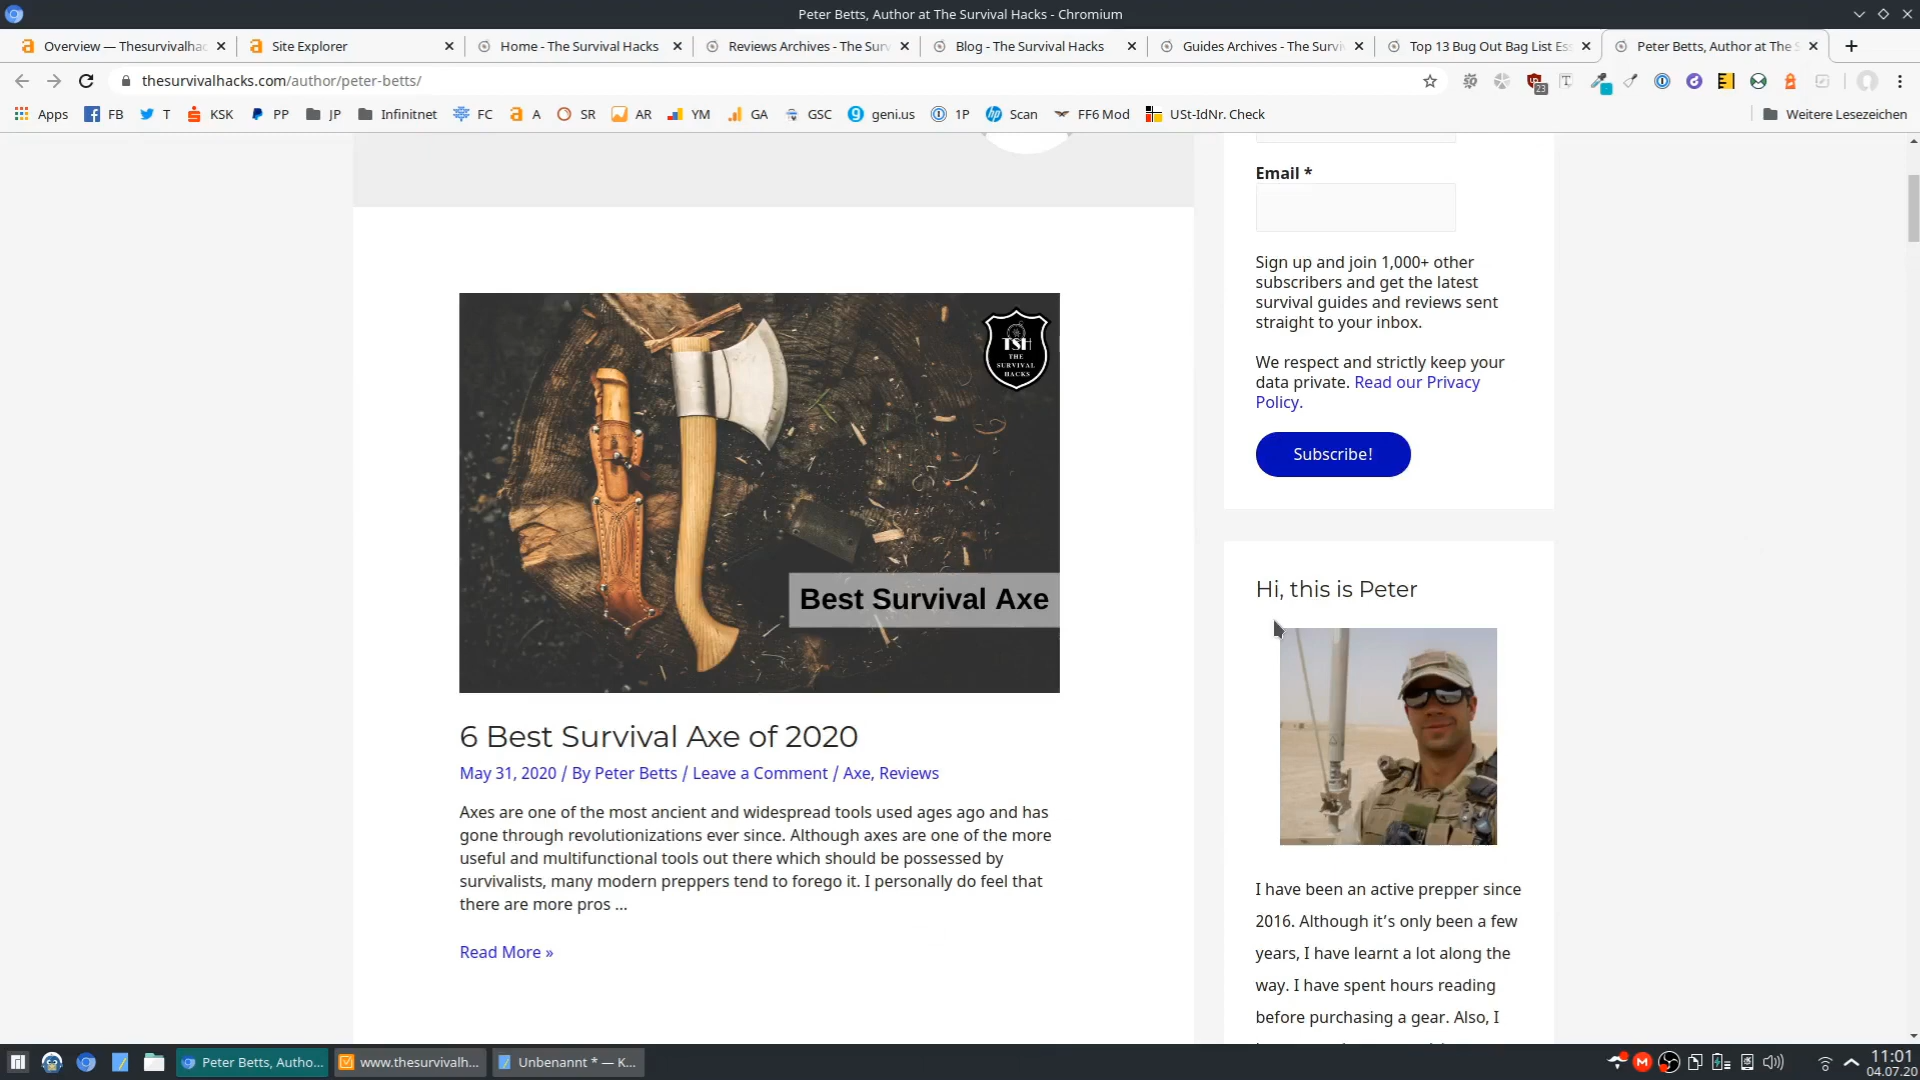 Peter Betts, Author at The Survival Hacks - Chromium
Overview — Thesurvivalhac
Site Explorer
Home - The Survival Hacks
Reviews Archives - The Surv
Blog - The Survival Hacks
Guides Archives - The Surviv
Top 13 Bug Out Bag List Ess
Peter Betts, Author at The S
thesurvivalhacks.com/author/peter-betts/
23
Apps
FB
T
KSK
PP
JP
Infinitnet
FC
A
SR
AR
YM
GA
GSC
geni.us
1P
Scan
FF6 Mod
USt-IdNr. Check
Weitere Lesezeichen
Email *
Sign up and join 1,000+ other
subscribers and get the latest
survival guides and reviews sent
straight to your inbox.
We respect and strictly keep your
data private. Read our Privacy
Policy.
Subscribe!
TSH
THE
SURVIVAL
HACKS
Best Survival Axe
6 Best Survival Axe of 2020
May 31, 2020 / By Peter Betts / Leave a Comment / Axe, Reviews
Axes are one of the most ancient and widespread tools used ages ago and has
gone through revolutionizations ever since. Although axes are one of the more
useful and multifunctional tools out there which should be possessed by
survivalists, many modern preppers tend to forego it. I personally do feel that
there are more pros ...
Read More »
Hi, this is Peter
I have been an active prepper since
2016. Although it's only been a few
years, I have learnt a lot along the
way. I have spent hours reading
before purchasing a gear. Also, I
Peter Betts, Autho...
www.thesurvivalh...
Unbenannt * — K...
11:01
04.07.20